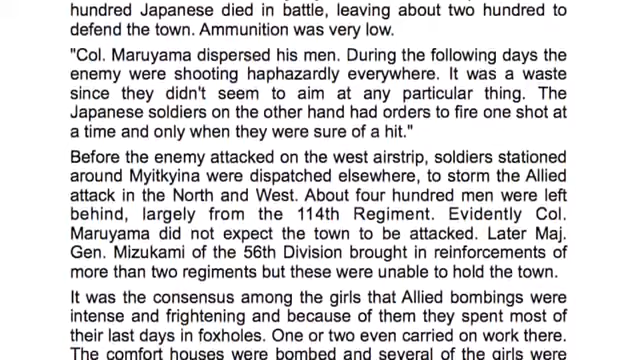 hundred Japanese died in battle, leaving about two hundred to
defend the town. Ammunition was very low.
"Col. Maruyama dispersed his men. During the following days the
enemy were shooting haphazardly everywhere. It was a waste
since they didn't seem to aim at any particular thing. The
Japanese soldiers on the other hand had orders to fire one shot at
a time and only when they were sure of a hit."
Before the enemy attacked on the west airstrip, soldiers stationed
around Myitkyina were dispatched elsewhere, to storm the Allied
attack in the North and West. About four hundred men were left
behind, largely from the 114th Regiment. Evidently Col.
Maruyama did not expect the town to be attacked. Later Maj.
Gen. Mizukami of the 56th Division brought in reinforcements of
more than two regiments but these were unable to hold the town.
It was the consensus among the girls that Allied bombings were
intense and frightening and because of them they spent most of
their last days in foxholes. One or two even carried on work there.
The comfort houses were bombed and several of the girls were